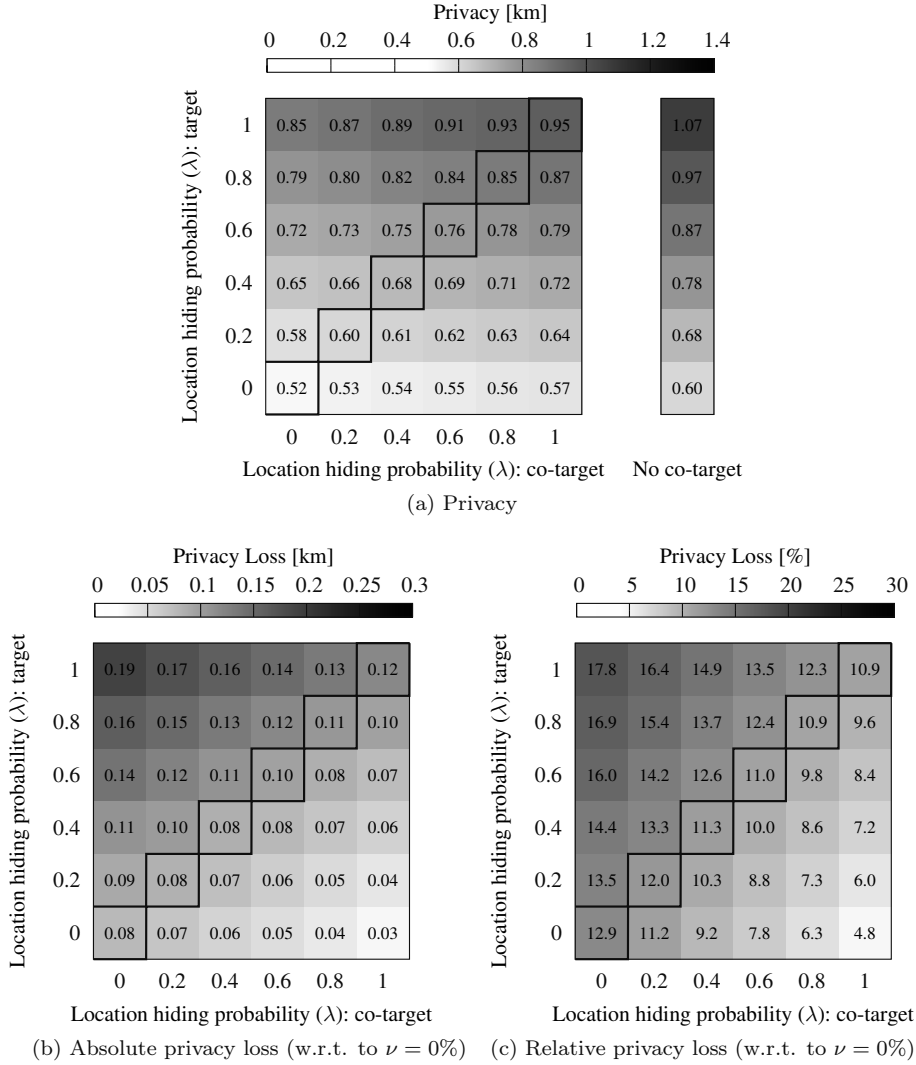 Privacy [km]
0 0.2 0.4 0.6 0.8 1 1.2 1.4
Location hiding probability (λ): target
1 0.85 0.87 0.89 0.91 0.93 0.95 1.07
0.8 0.79 0.80 0.82 0.84 0.85 0.87 0.97
0.6 0.72 0.73 0.75 0.76 0.78 0.79 0.87
0.4 0.65 0.66 0.68 0.69 0.71 0.72 0.78
0.2 0.58 0.60 0.61 0.62 0.63 0.64 0.68
0 0.52 0.53 0.54 0.55 0.56 0.57 0.60
0 0.2 0.4 0.6 0.8 1
Location hiding probability (λ): co-target No co-target
(a) Privacy
Privacy Loss [km]
0 0.05 0.1 0.15 0.2 0.25 0.3
Location hiding probability (λ): target
1 0.19 0.17 0.16 0.14 0.13 0.12
0.8 0.16 0.15 0.13 0.12 0.11 0.10
0.6 0.14 0.12 0.11 0.10 0.08 0.07
0.4 0.11 0.10 0.08 0.08 0.07 0.06
0.2 0.09 0.08 0.07 0.06 0.05 0.04
0 0.08 0.07 0.06 0.05 0.04 0.03
0 0.2 0.4 0.6 0.8 1
Location hiding probability (λ): co-target
(b) Absolute privacy loss (w.r.t. to ν = 0%)
Privacy Loss [%]
0 5 10 15 20 25 30
Location hiding probability (λ): target
1 17.8 16.4 14.9 13.5 12.3 10.9
0.8 16.9 15.4 13.7 12.4 10.9 9.6
0.6 16.0 14.2 12.6 11.0 9.8 8.4
0.4 14.4 13.3 11.3 10.0 8.6 7.2
0.2 13.5 12.0 10.3 8.8 7.3 6.0
0 12.9 11.2 9.2 7.8 6.3 4.8
0 0.2 0.4 0.6 0.8 1
Location hiding probability (λ): co-target
(c) Relative privacy loss (w.r.t. to ν = 0%)